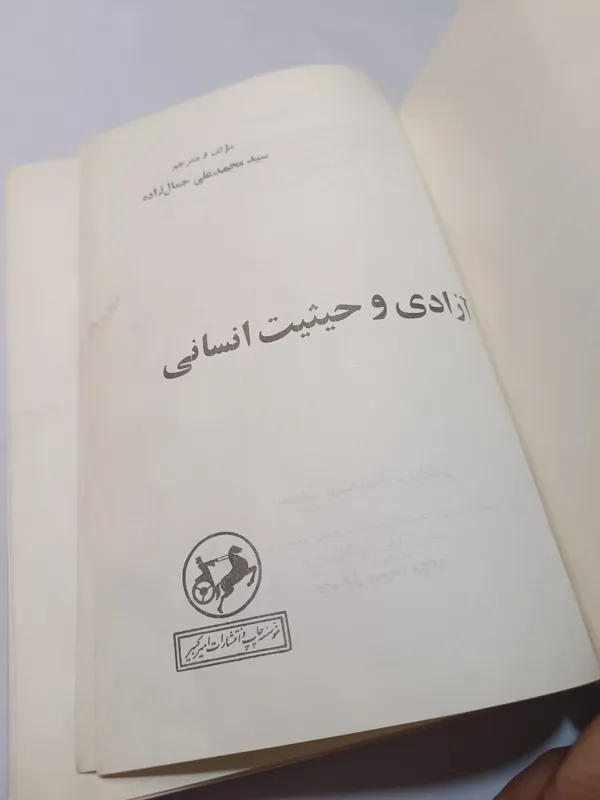 مؤلف و مترجم
سید محمدعلی جمال‌زاده
آزادی و حیثیت انسانی
مؤسسه چاپ و انتشارات امیرکبیر